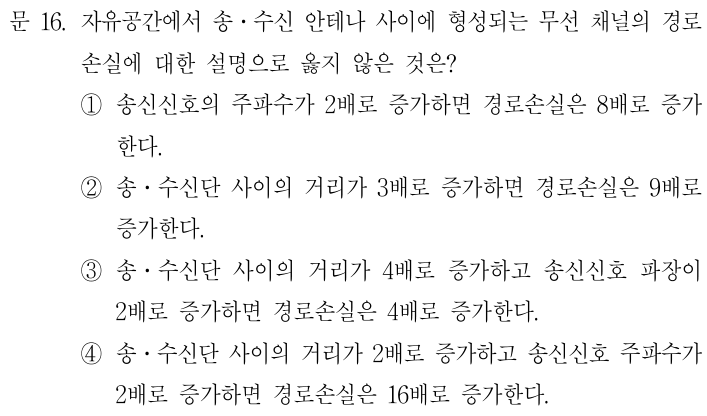 문 16. 자유공간에서 송·수신 안테나 사이에 형성되는 무선 채널의 경로
손실에 대한 설명으로 옳지 않은 것은?
① 송신신호의 주파수가 2배로 증가하면 경로손실은 8배로 증가
한다.
② 송·수신단 사이의 거리가 3배로 증가하면 경로손실은 9배로
증가한다.
③ 송·수신단 사이의 거리가 4배로 증가하고 송신신호 파장이
2배로 증가하면 경로손실은 4배로 증가한다.
④ 송·수신단 사이의 거리가 2배로 증가하고 송신신호 주파수가
2배로 증가하면 경로손실은 16배로 증가한다.